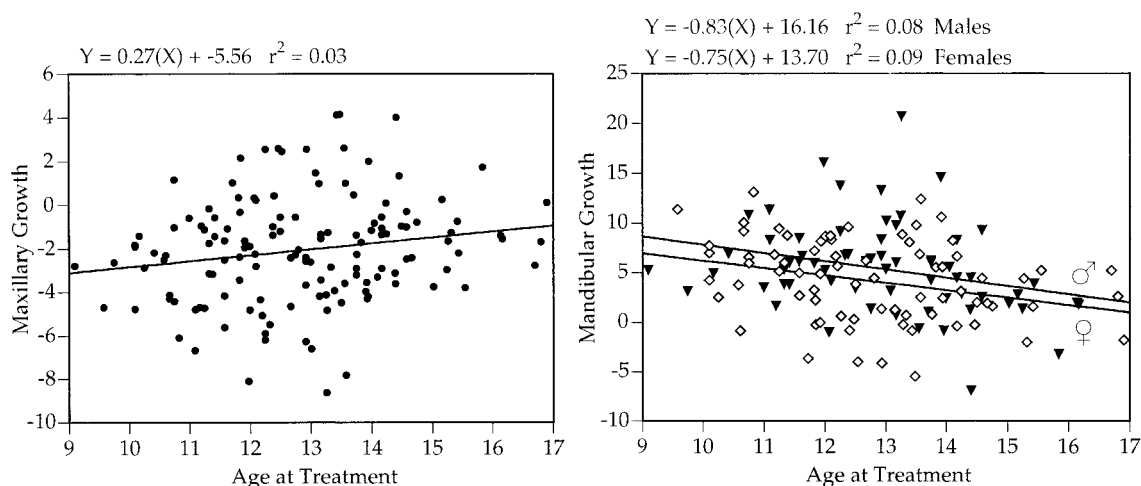 Y = 0.27(X) + -5.56 r2 = 0.03
6
4
2
0
-2
-4
-6
-8
-10
Maxillary Growth
9 10 11 12 13 14 15 16 17
Age at Treatment
Y = -0.83(X) + 16.16 r2 = 0.08 Males
Y = -0.75(X) + 13.70 r2 = 0.09 Females
25
20
15
10
5
0
-5
-10
Mandibular Growth
♂
♀
9 10 11 12 13 14 15 16 17
Age at Treatment